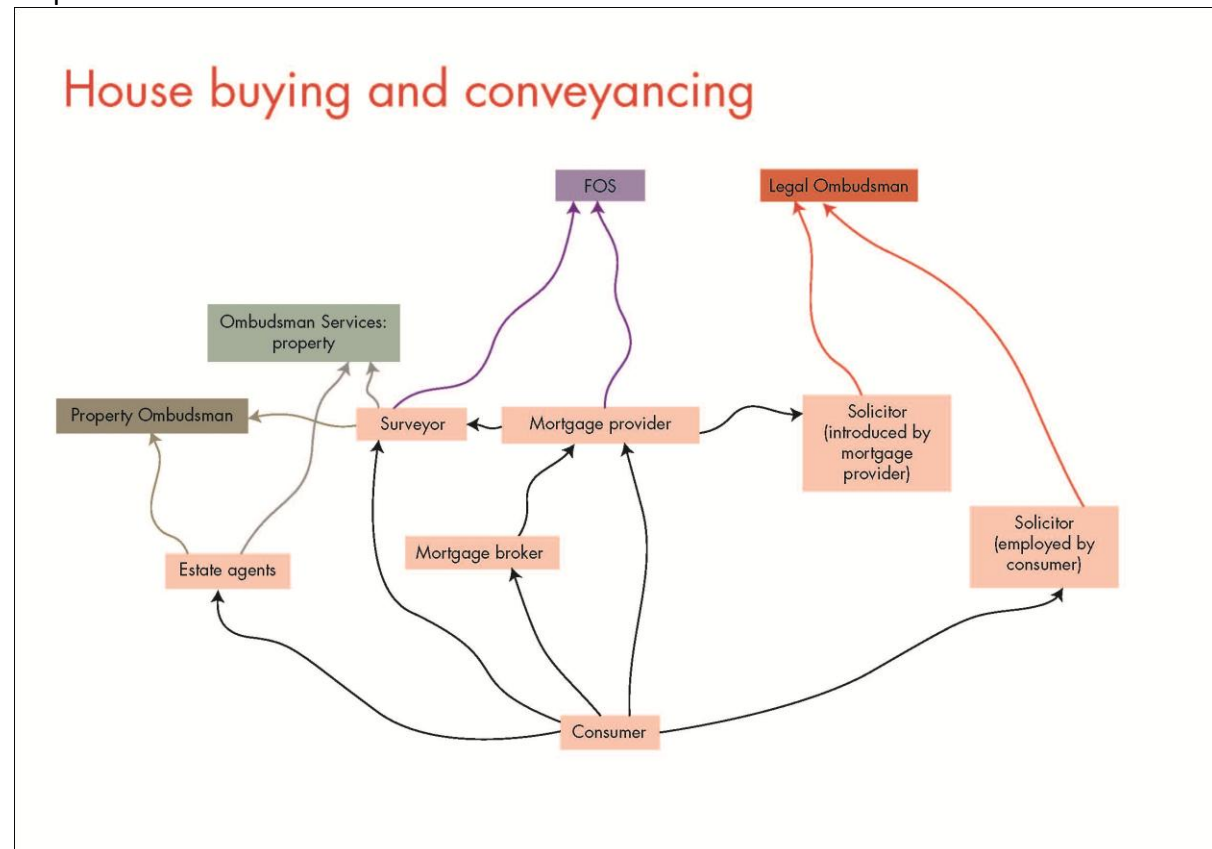 House buying and conveyancing
FOS
Legal Ombudsman
Ombudsman Services:
property
Property Ombudsman
Surveyor
Mortgage provider
Solicitor
(introduced by
mortgage
provider)
Mortgage broker
Estate agents
Solicitor
(employed by
consumer)
Consumer